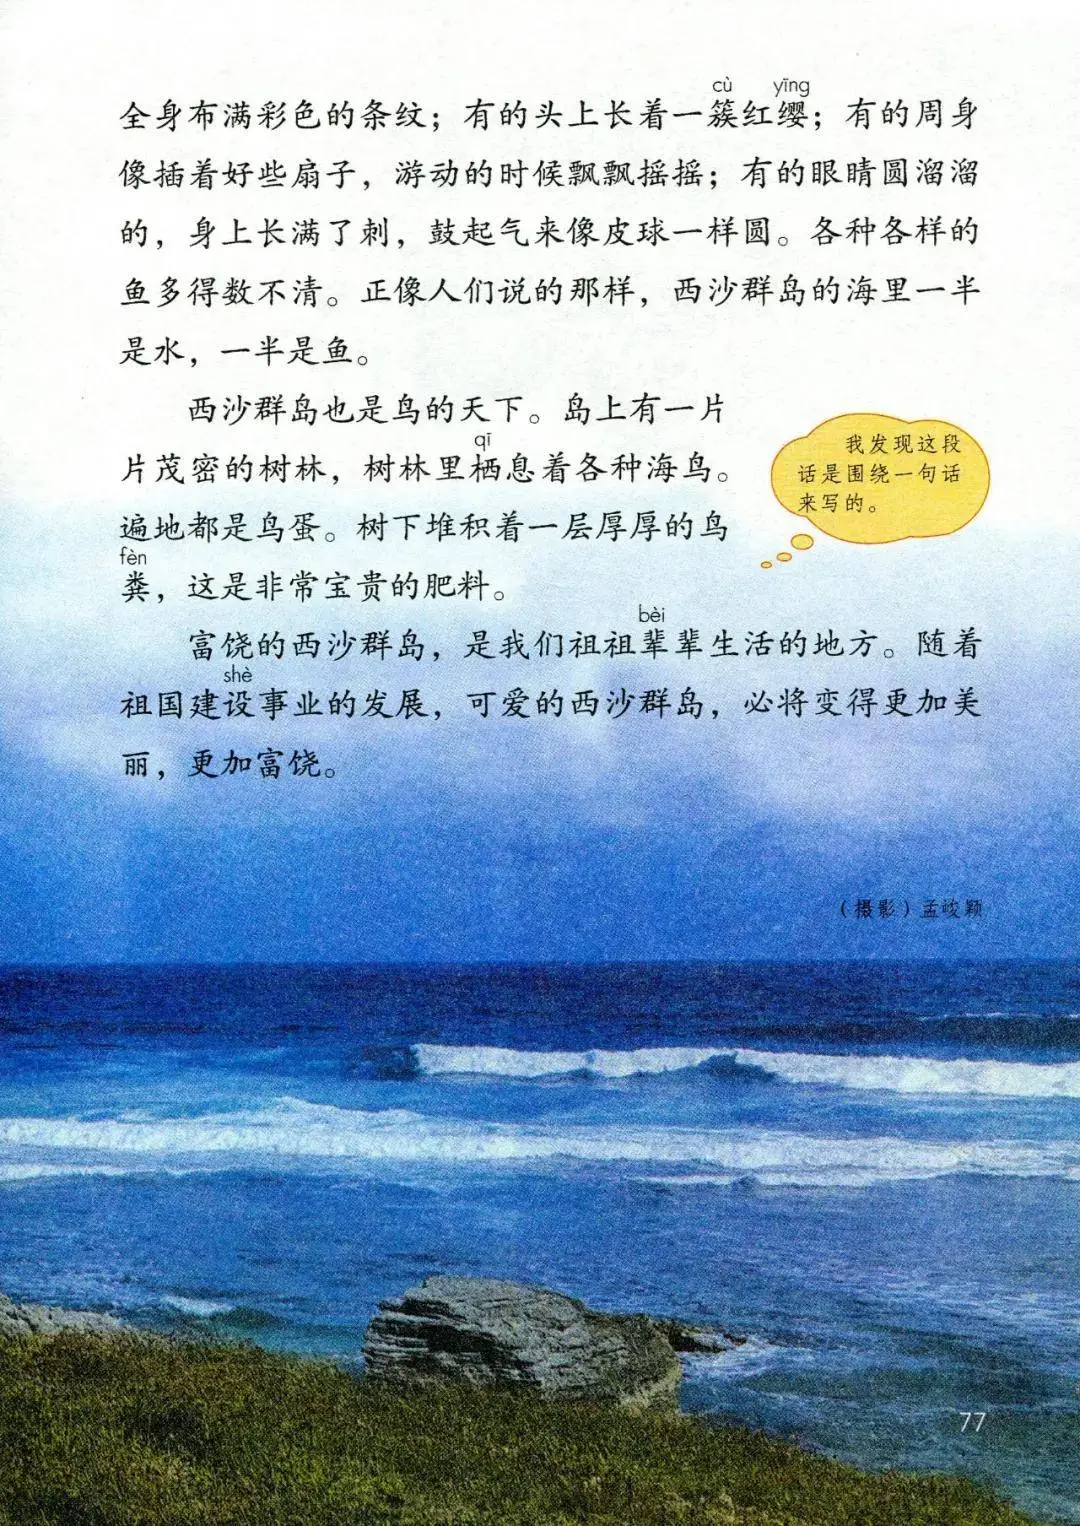 cù yīng
全身布满彩色的条纹；有的头上长着一簇红缨；有的周身
像插着好些扇子，游动的时候飘飘摇摇；有的眼睛圆溜溜
的，身上长满了刺，鼓起气来像皮球一样圆。各种各样的
鱼多得数不清。正像人们说的那样，西沙群岛的海里一半
是水，一半是鱼。
西沙群岛也是鸟的天下。岛上有一片
qī
片茂密的树林，树林里栖息着各种海鸟。
遍地都是鸟蛋。树下堆积着一层厚厚的鸟
fèn
粪，这是非常宝贵的肥料。
bèi
富饶的西沙群岛，是我们祖祖辈辈生活的地方。随着
shè
祖国建设事业的发展，可爱的西沙群岛，必将变得更加美
丽，更加富饶。
我发现这段
话是围绕一句话
来写的。
（摄影）孟峻颖
77